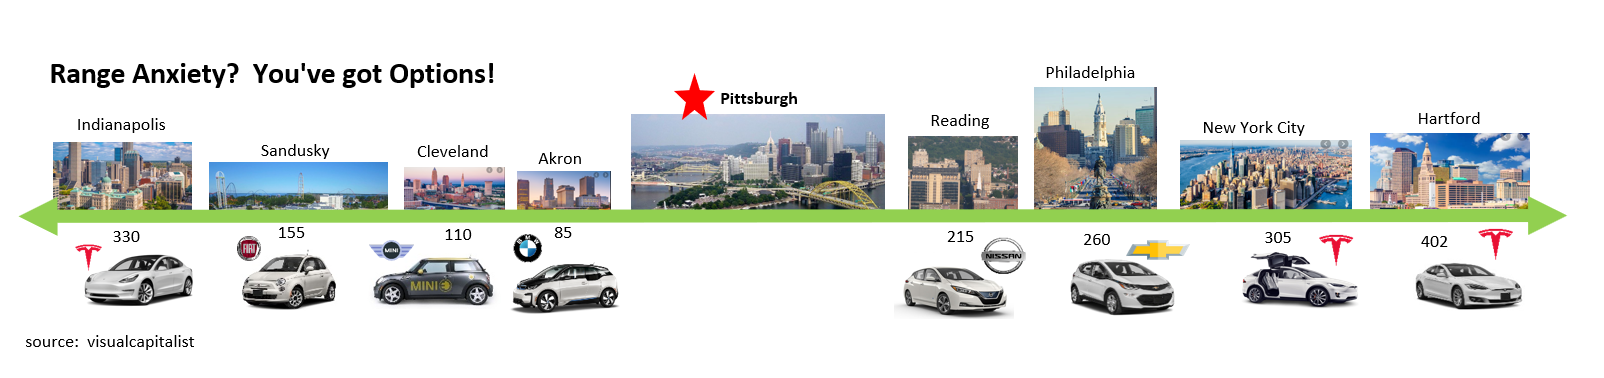 Range Anxiety?  You've got Options!
Indianapolis
Sandusky
Cleveland
Akron
Pittsburgh
Reading
Philadelphia
New York City
Hartford
330
155
110
85
215
260
305
402
FIAT
MINI
BMW
NISSAN
MINI
source:  visualcapitalist